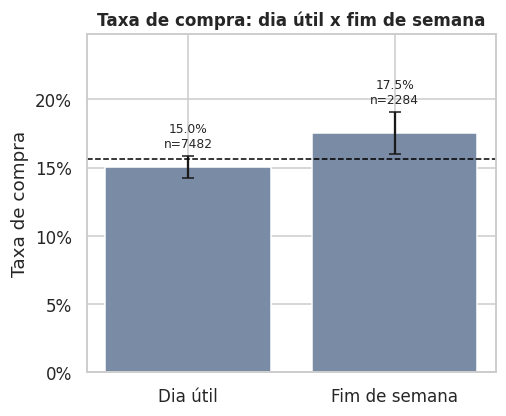 Taxa de compra: dia útil x fim de semana
Taxa de compra
20%
15%
10%
5%
0%
15.0%
n=7482
17.5%
n=2284
Dia útil
Fim de semana